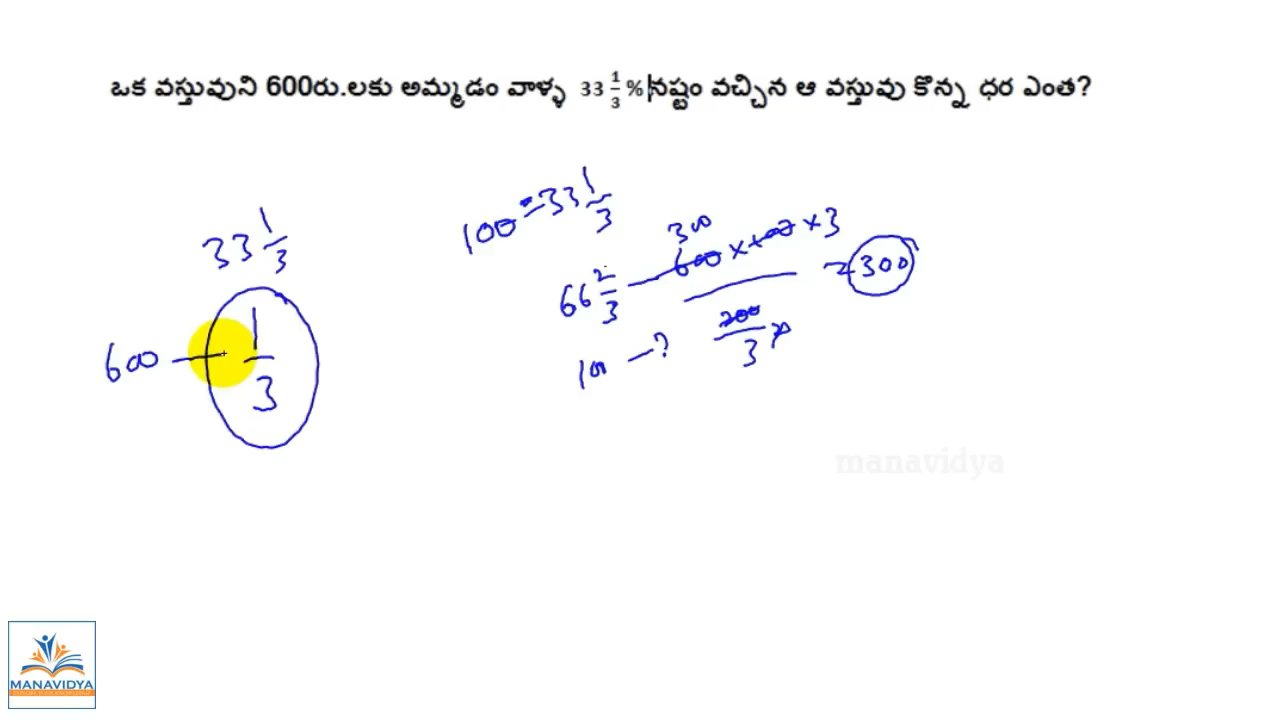 ఒక వస్తువుని 600రు.లకు అమ్మడం వాళ్ళ 33 1/3 % నష్టం వచ్చిన ఆ వస్తువు కొన్న ధర ఎంత?
33 1/3
600 — 1/3
100 = 33 1/3
300
66 2/3 — 600 × 100 × 3
= 300
200
3
100 — ?
manavidya
MANAVIDYA